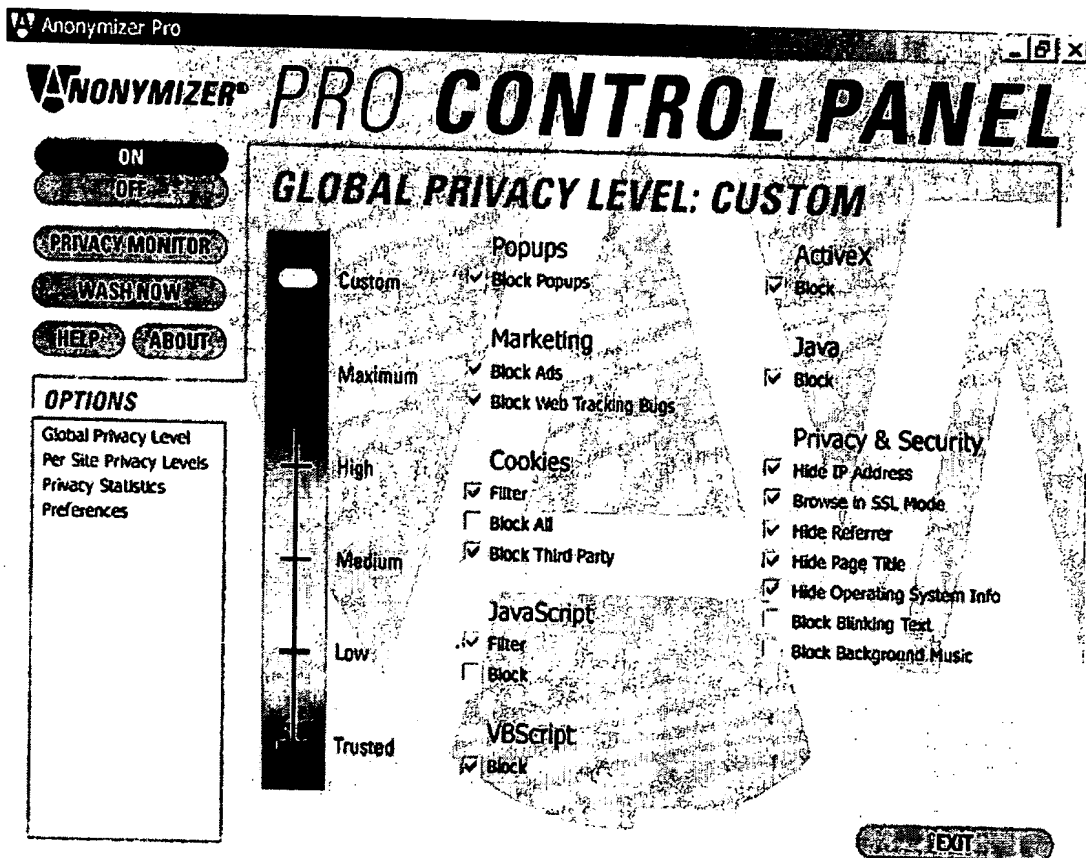 Anonymizer Pro
ANONYMIZER®
PRO CONTROL PANEL
ON
OFF
PRIVACY MONITOR
WASH NOW
HELP
ABOUT
OPTIONS
Global Privacy Level
Per Site Privacy Levels
Privacy Statistics
Preferences
GLOBAL PRIVACY LEVEL: CUSTOM
Custom
Maximum
High
Medium
Low
Trusted
Popups
Block Popups
Marketing
Block Ads
Block Web Tracking Bugs
Cookies
Filter
Block All
Block Third Party
JavaScript
Filter
Block
VBScript
Block
ActiveX
Block
Java
Block
Privacy & Security
Hide IP Address
Browse in SSL Mode
Hide Referrer
Hide Page Title
Hide Operating System Info
Block Blinking Text
Block Background Music
EXIT